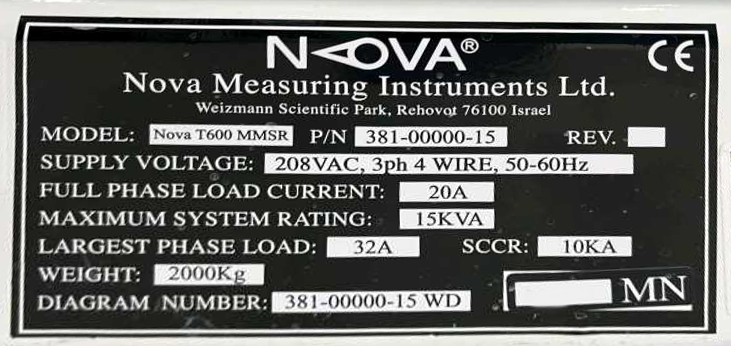 NOVA®
CE
Nova Measuring Instruments Ltd.
Weizmann Scientific Park, Rehovot 76100 Israel
MODEL: Nova T600 MMSR P/N 381-00000-15 REV.
SUPPLY VOLTAGE: 208VAC, 3ph 4 WIRE, 50-60Hz
FULL PHASE LOAD CURRENT: 20A
MAXIMUM SYSTEM RATING: 15KVA
LARGEST PHASE LOAD: 32A SCCR: 10KA
WEIGHT: 2000Kg
MN
DIAGRAM NUMBER: 381-00000-15 WD